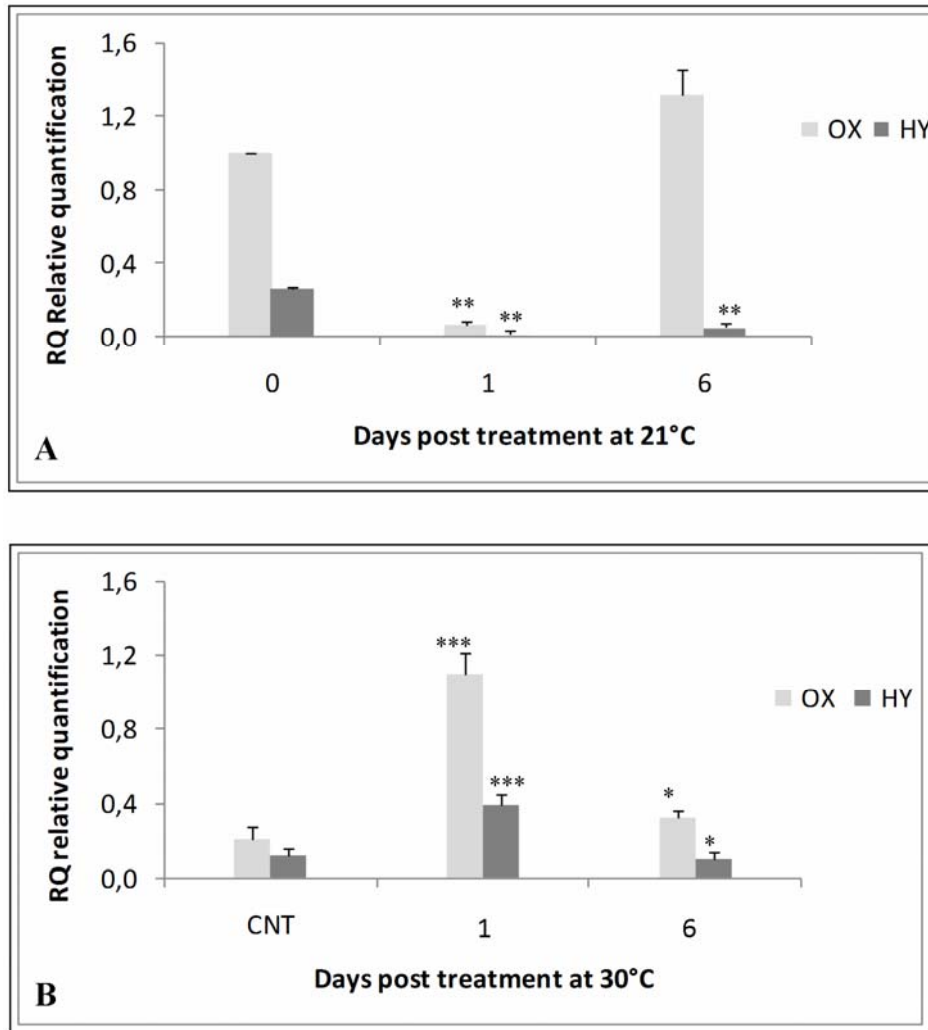 1,6
1,2
0,8
0,4
0,0
RQ Relative quantification
OX HY
** ** **
0 1 6
Days post treatment at 21°C
A
1,6
1,2
0,8
0,4
0,0
RQ relative quantification
OX HY
*** *** * *
CNT 1 6
Days post treatment at 30°C
B